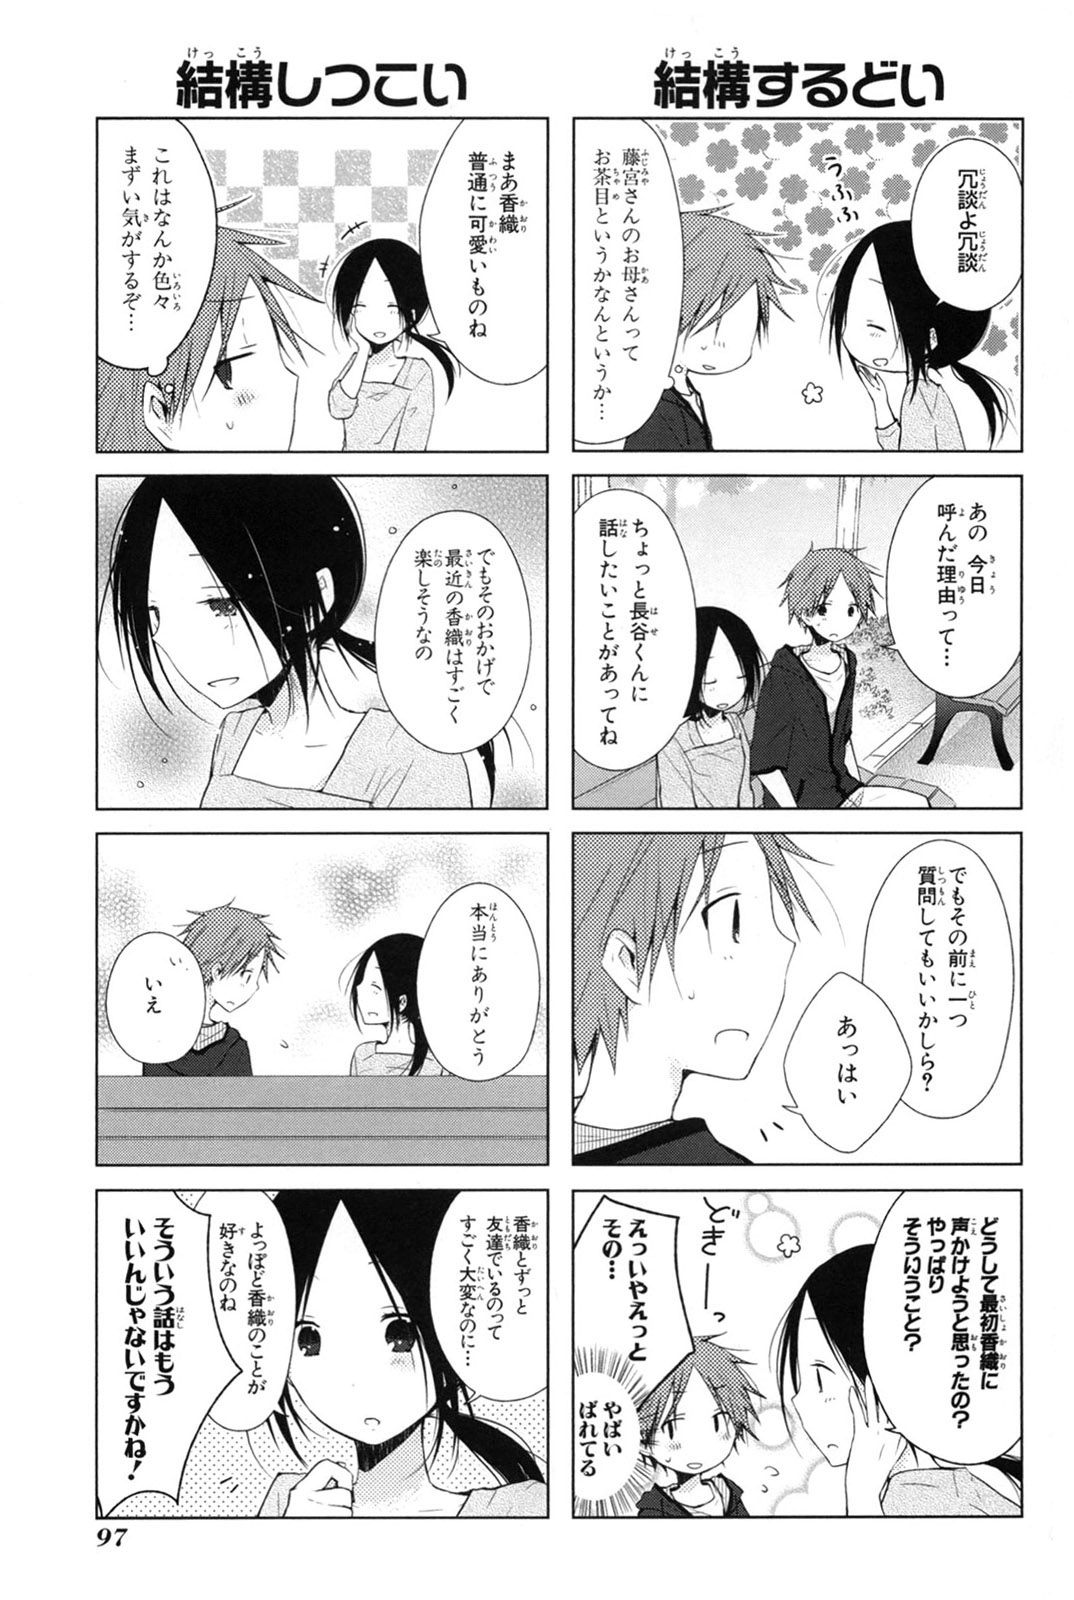 結構するどい
冗談よ冗談
うふふふ
藤宮さんのお母さんって
お茶目というかなんというか…
あの 今日
呼んだ理由って…
ちょっと長谷くんに
話したいことがあってね
でもその前に一つ
質問してもいいかしら？
あっはい
どうして最初香織に
声かけようと思ったの？
やっぱり
そういうこと？
どきーっ
えっいやえっと
その…
やばい
ばれてる
結構しつこい
まあ香織
普通に可愛いものね
これはなんか色々
まずい気がするぞ…
でもそのおかげで
最近の香織はすごく
楽しそうなの
本当にありがとう
いえ
香織とずっと
友達でいるのって
すごく大変なのに…
よっぽど香織のことが
好きなのね
そういう話はもう
いいんじゃないですかね！
97